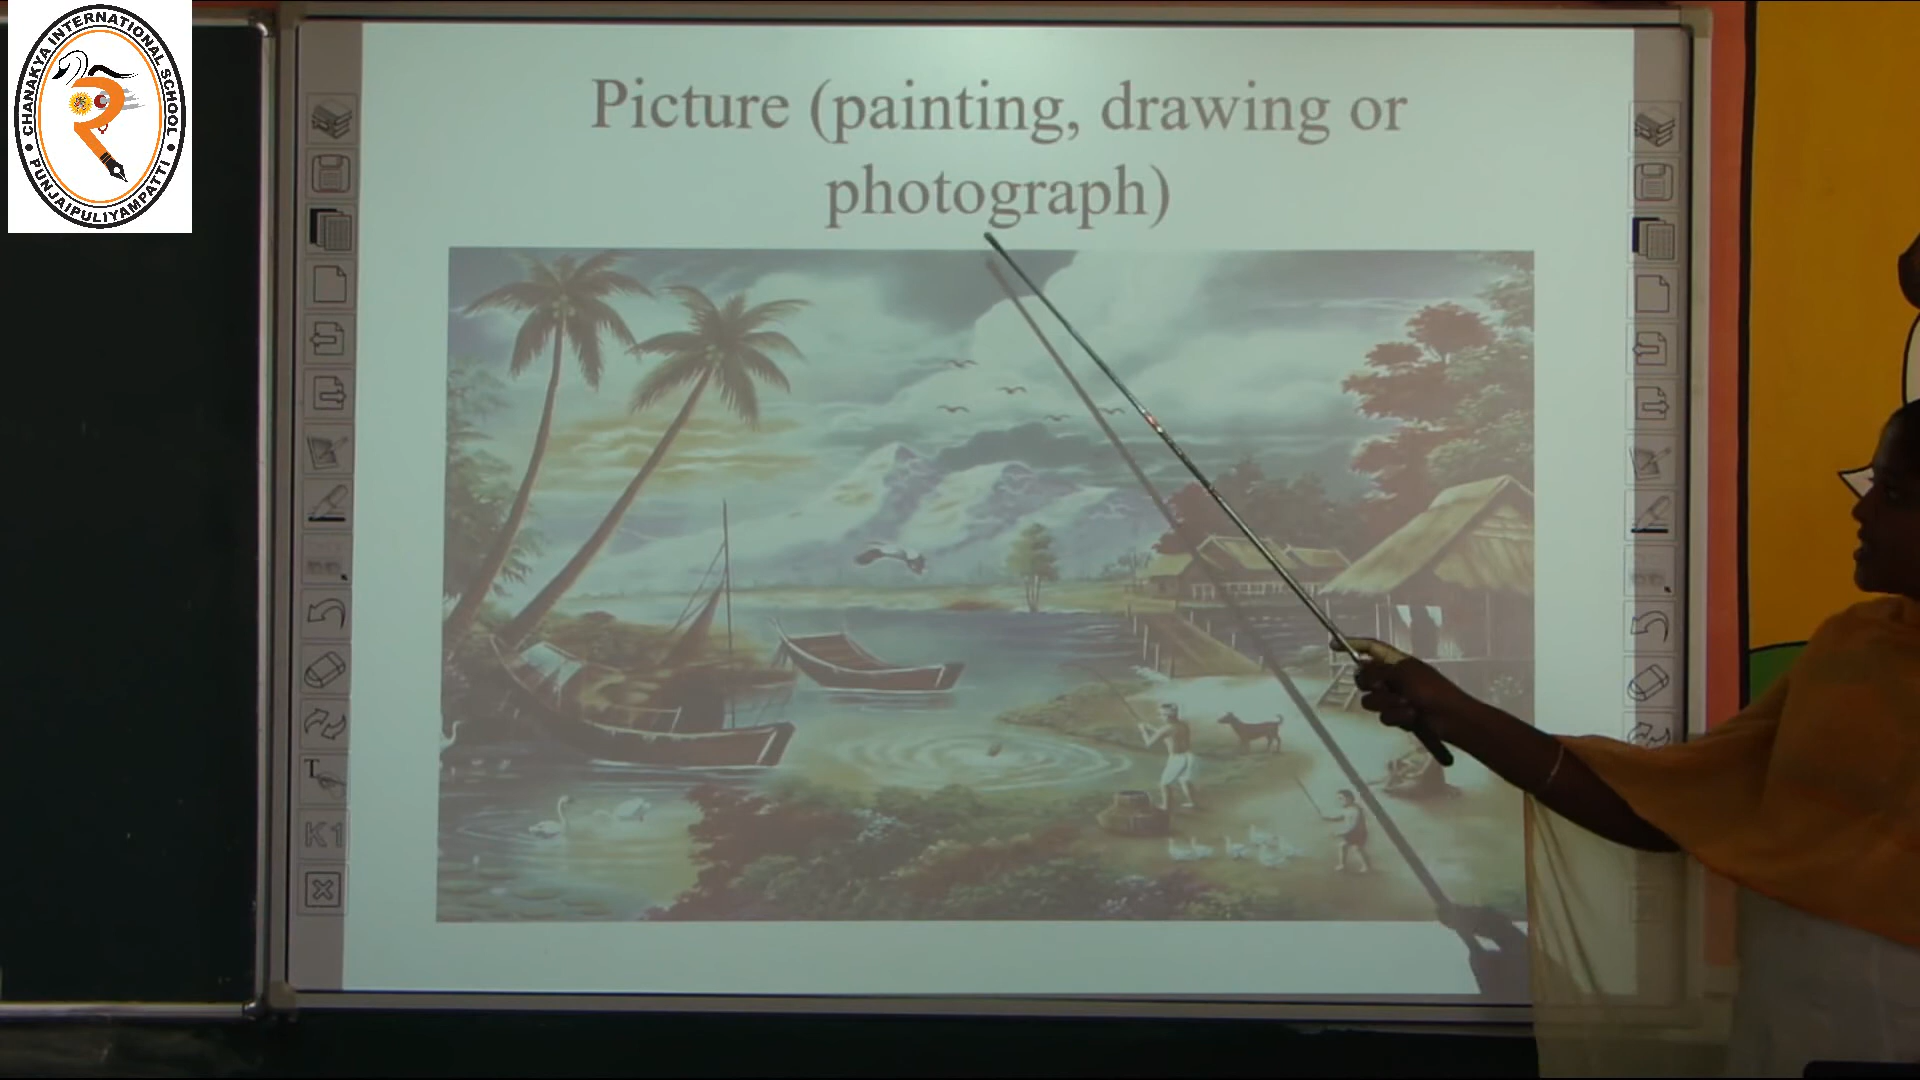 CHANAKYA INTERNATIONAL SCHOOL
• PUNJAIPULIYAMPATTI •
Picture (painting, drawing or
photograph)
T
K1